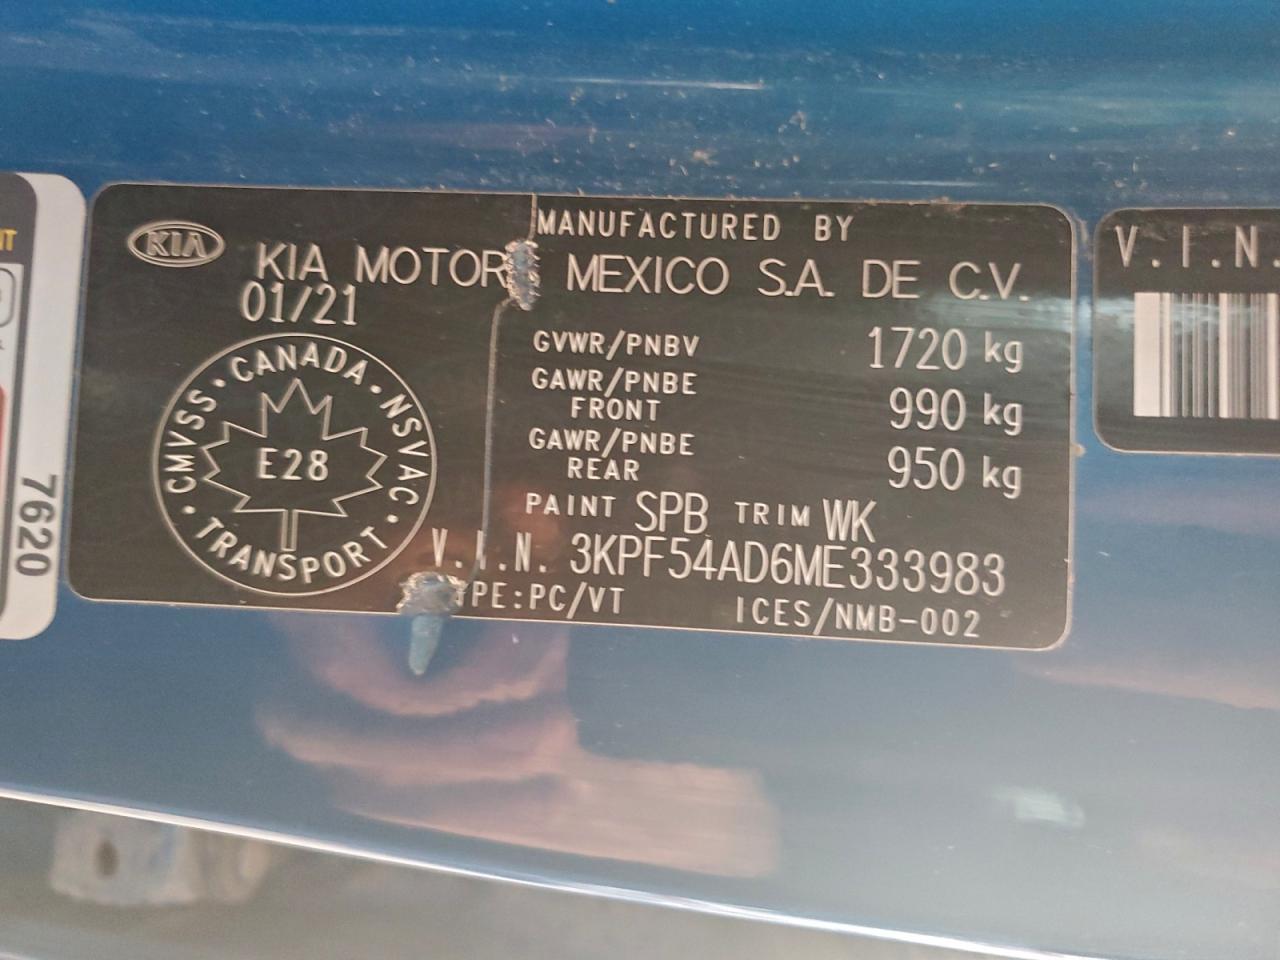 MANUFACTURED BY
KIA
KIA MOTOR MEXICO S.A. DE C.V.
01/21
GVWR/PNBV 1720 kg
GAWR/PNBE FRONT 990 kg
GAWR/PNBE REAR 950 kg
CMVSS · CANADA · NSVAC · TRANSPORT ·
E28
PAINT SPB TRIM WK
V.I.N. 3KPF54AD6ME333983
PE:PC/VT ICES/NMB-002
V.I.N.
7620